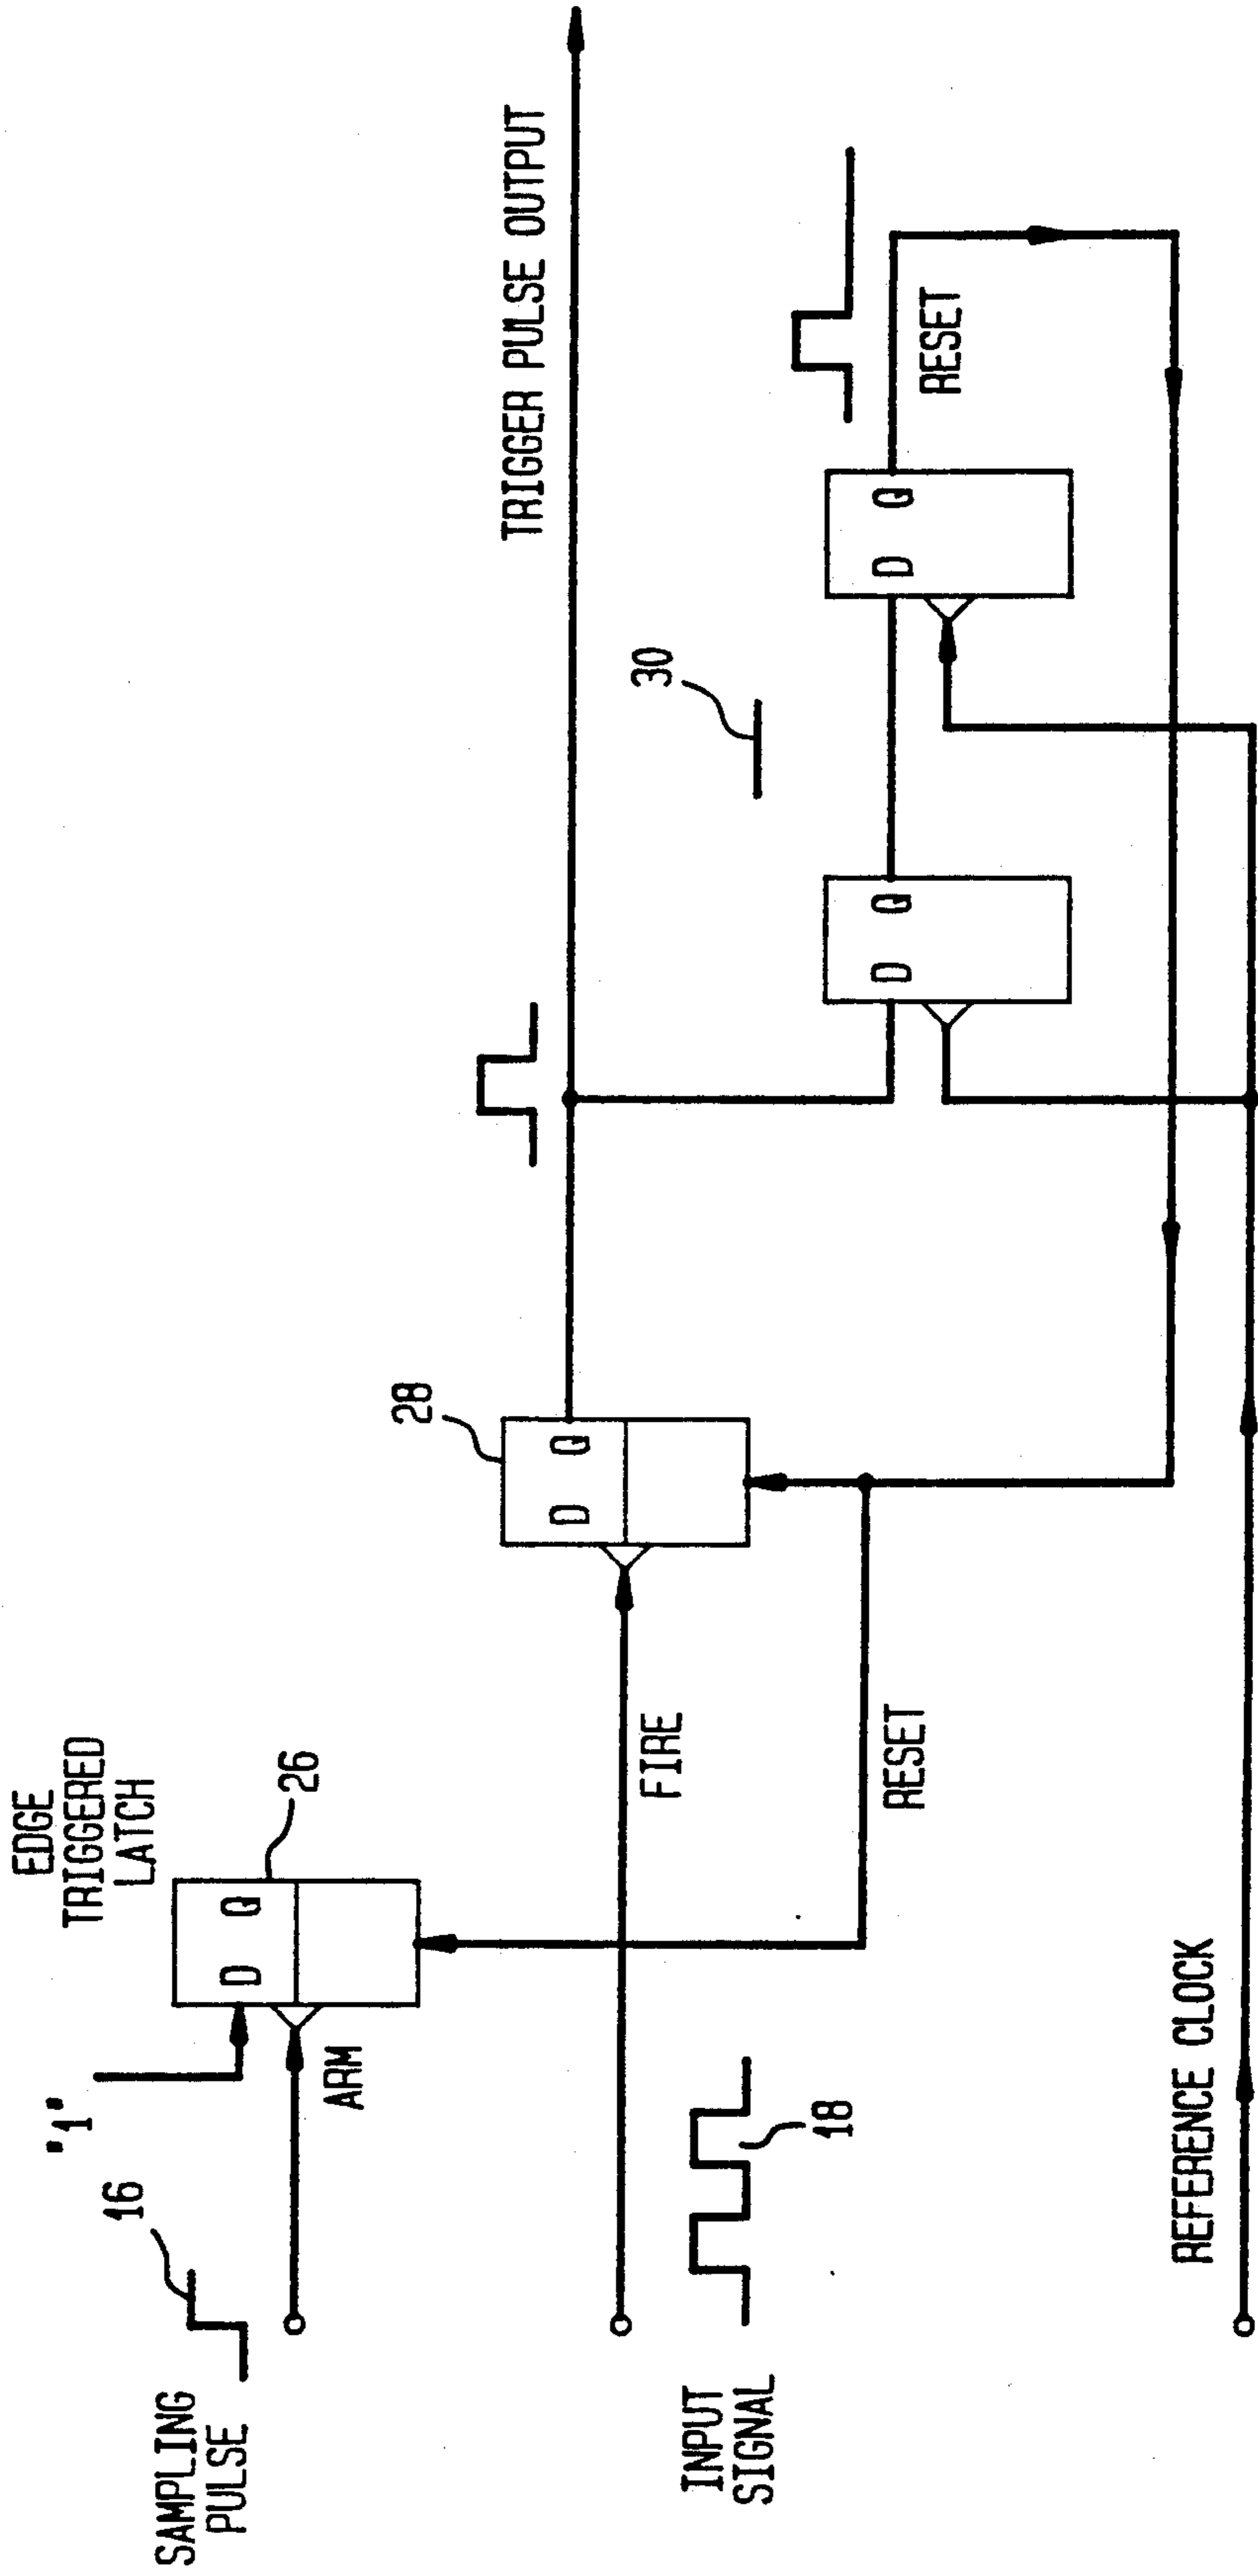 SAMPLING
PULSE
16
"1"
EDGE
TRIGGERED
LATCH
D Q
26
ARM
INPUT
SIGNAL
18
FIRE
28
D Q
RESET
TRIGGER PULSE OUTPUT
30
D Q
D Q
RESET
REFERENCE CLOCK